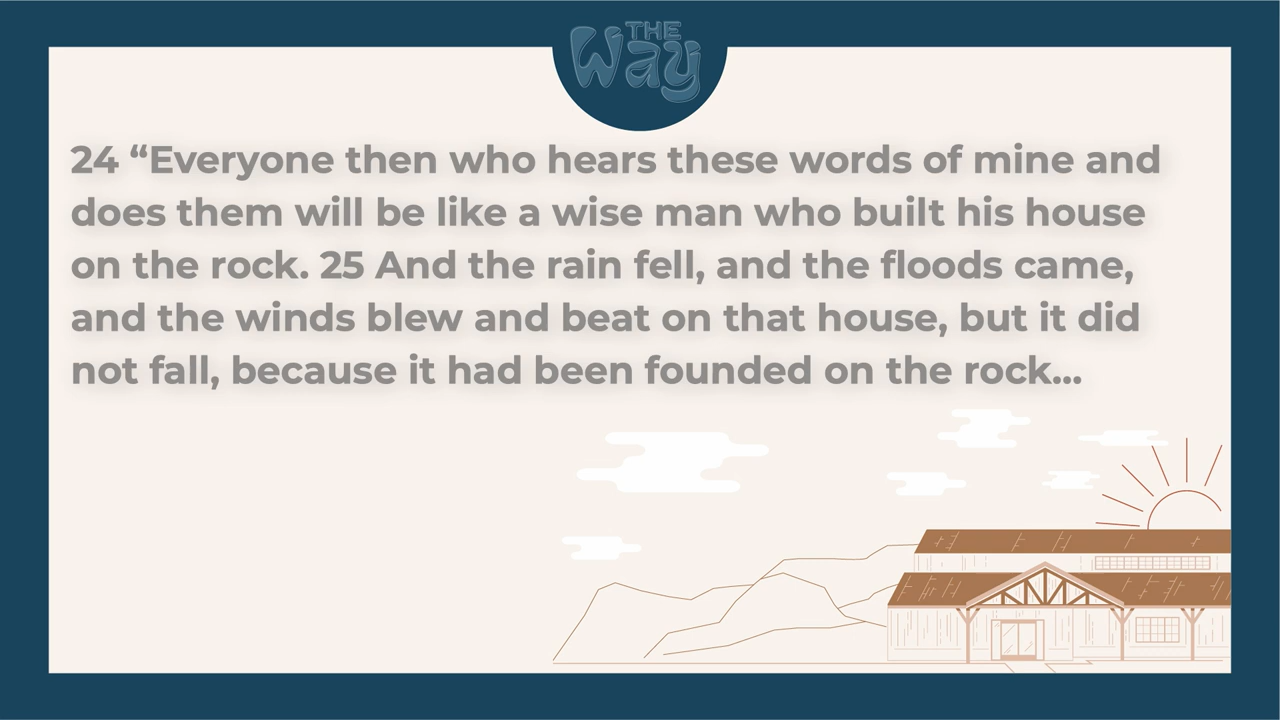 THE
Way
24 “Everyone then who hears these words of mine and
does them will be like a wise man who built his house
on the rock. 25 And the rain fell, and the floods came,
and the winds blew and beat on that house, but it did
not fall, because it had been founded on the rock...